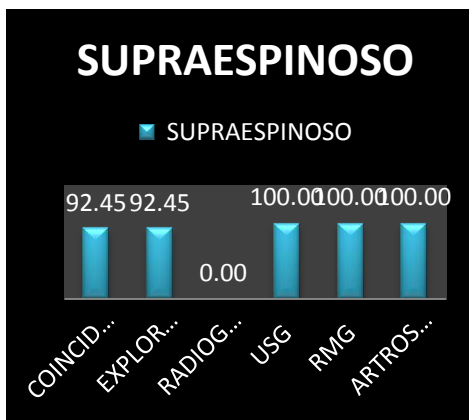 SUPRAESPINOSO
SUPRAESPINOSO
92.45 92.45 0.00 100.00 100.00 100.00
COINCID...
EXPLOR...
RADIOG...
USG
RMG
ARTROS...